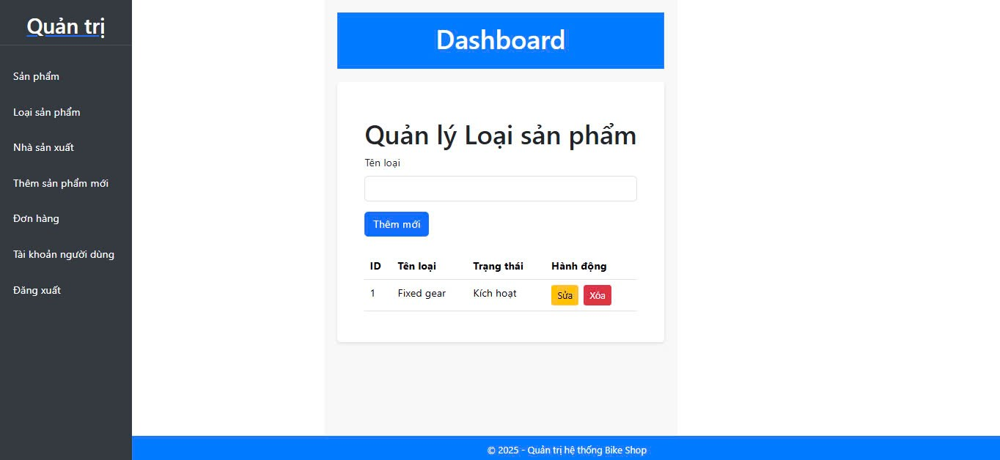 Quản trị
Sản phẩm
Loại sản phẩm
Nhà sản xuất
Thêm sản phẩm mới
Đơn hàng
Tài khoản người dùng
Đăng xuất
Dashboard
Quản lý Loại sản phẩm
Tên loại
Thêm mới
ID Tên loại Trạng thái Hành động
1 Fixed gear Kích hoạt Sửa Xóa
© 2025 - Quản trị hệ thống Bike Shop